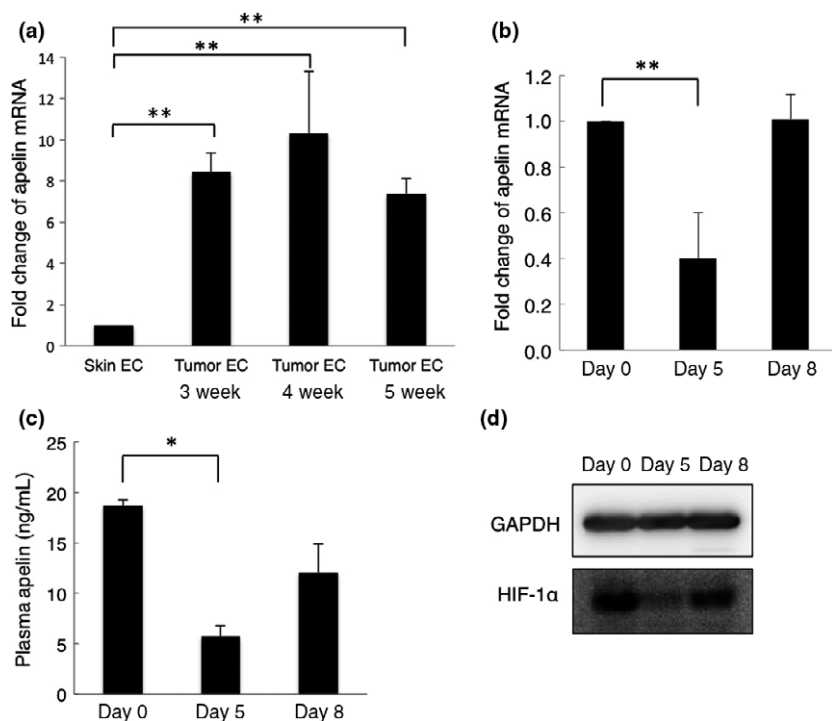 (a)
**
**
**
Fold change of apelin mRNA
16
14
12
10
8
6
4
2
0
Skin EC Tumor EC Tumor EC Tumor EC
3 week 4 week 5 week
(b)
**
Fold change of apelin mRNA
1.2
1.0
0.8
0.6
0.4
0.2
0.0
Day 0 Day 5 Day 8
(c)
*
Plasma apelin (ng/mL)
25
20
15
10
5
0
Day 0 Day 5 Day 8
(d)
Day 0 Day 5 Day 8
GAPDH
HIF-1α